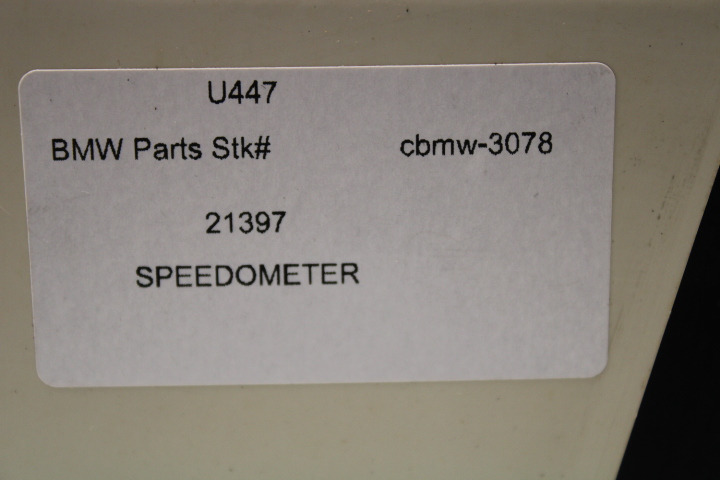 U447
BMW Parts Stk# cbmw-3078
21397
SPEEDOMETER